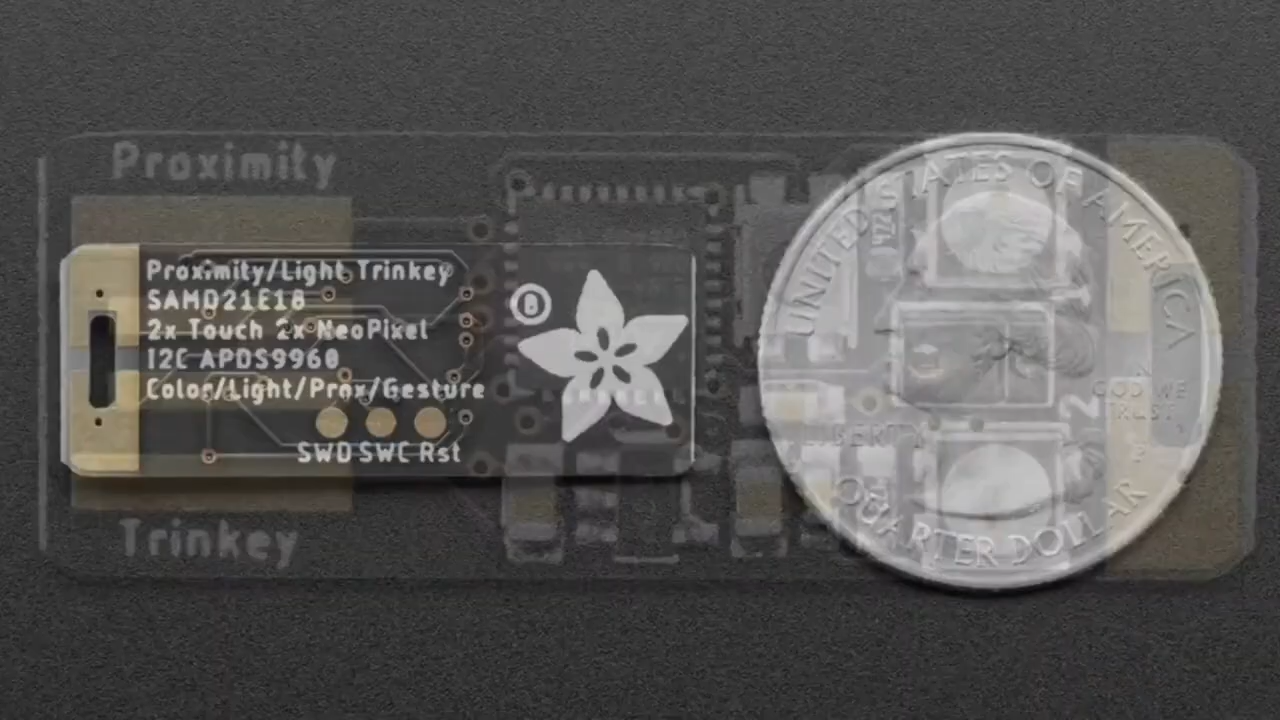 Proximity
Proximity/Light Trinkey
SAMD21E18
2x Touch 2x NeoPixel
I2C APDS9960
Color/Light/Prox/Gesture
SWD SWC Rst
Trinkey
UNITED STATES OF AMERICA
LIBERTY
GOD WE
TRUST
QUARTER DOLLAR